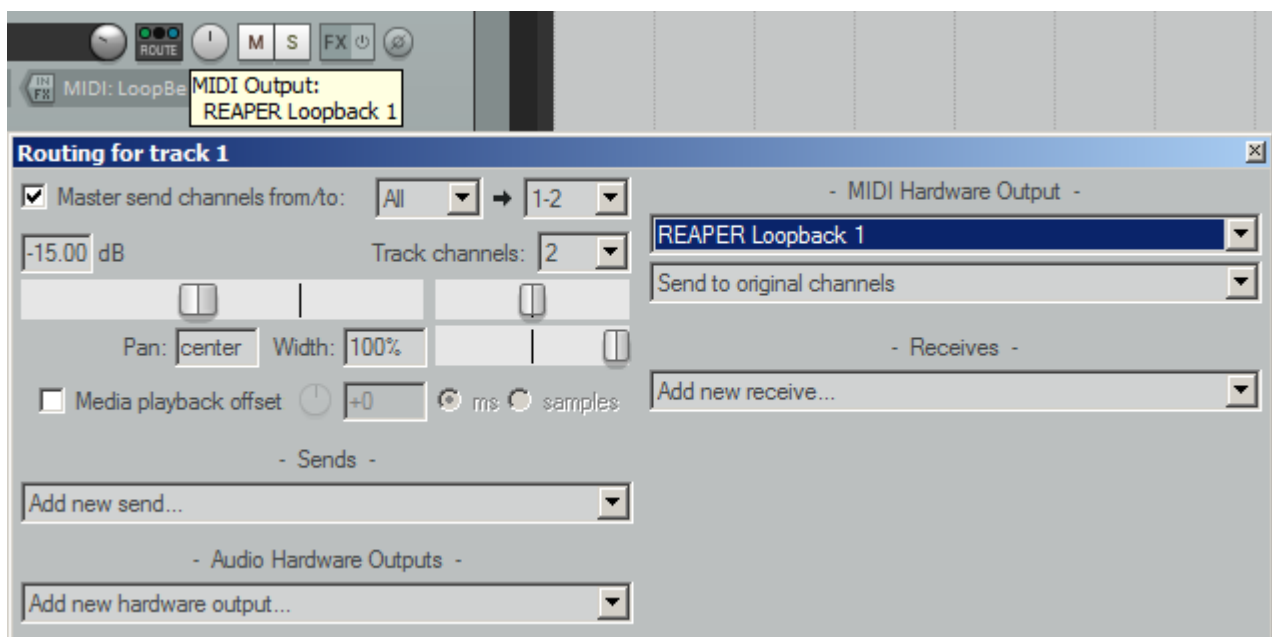 ROUTE M S FX
IN FX MIDI: LoopBe
MIDI Output:
REAPER Loopback 1
Routing for track 1
Master send channels from/to: All 1-2
-15.00 dB Track channels: 2
Pan: center Width: 100%
Media playback offset +0 ms samples
- Sends -
Add new send...
- Audio Hardware Outputs -
Add new hardware output...
- MIDI Hardware Output -
REAPER Loopback 1
Send to original channels
- Receives -
Add new receive...